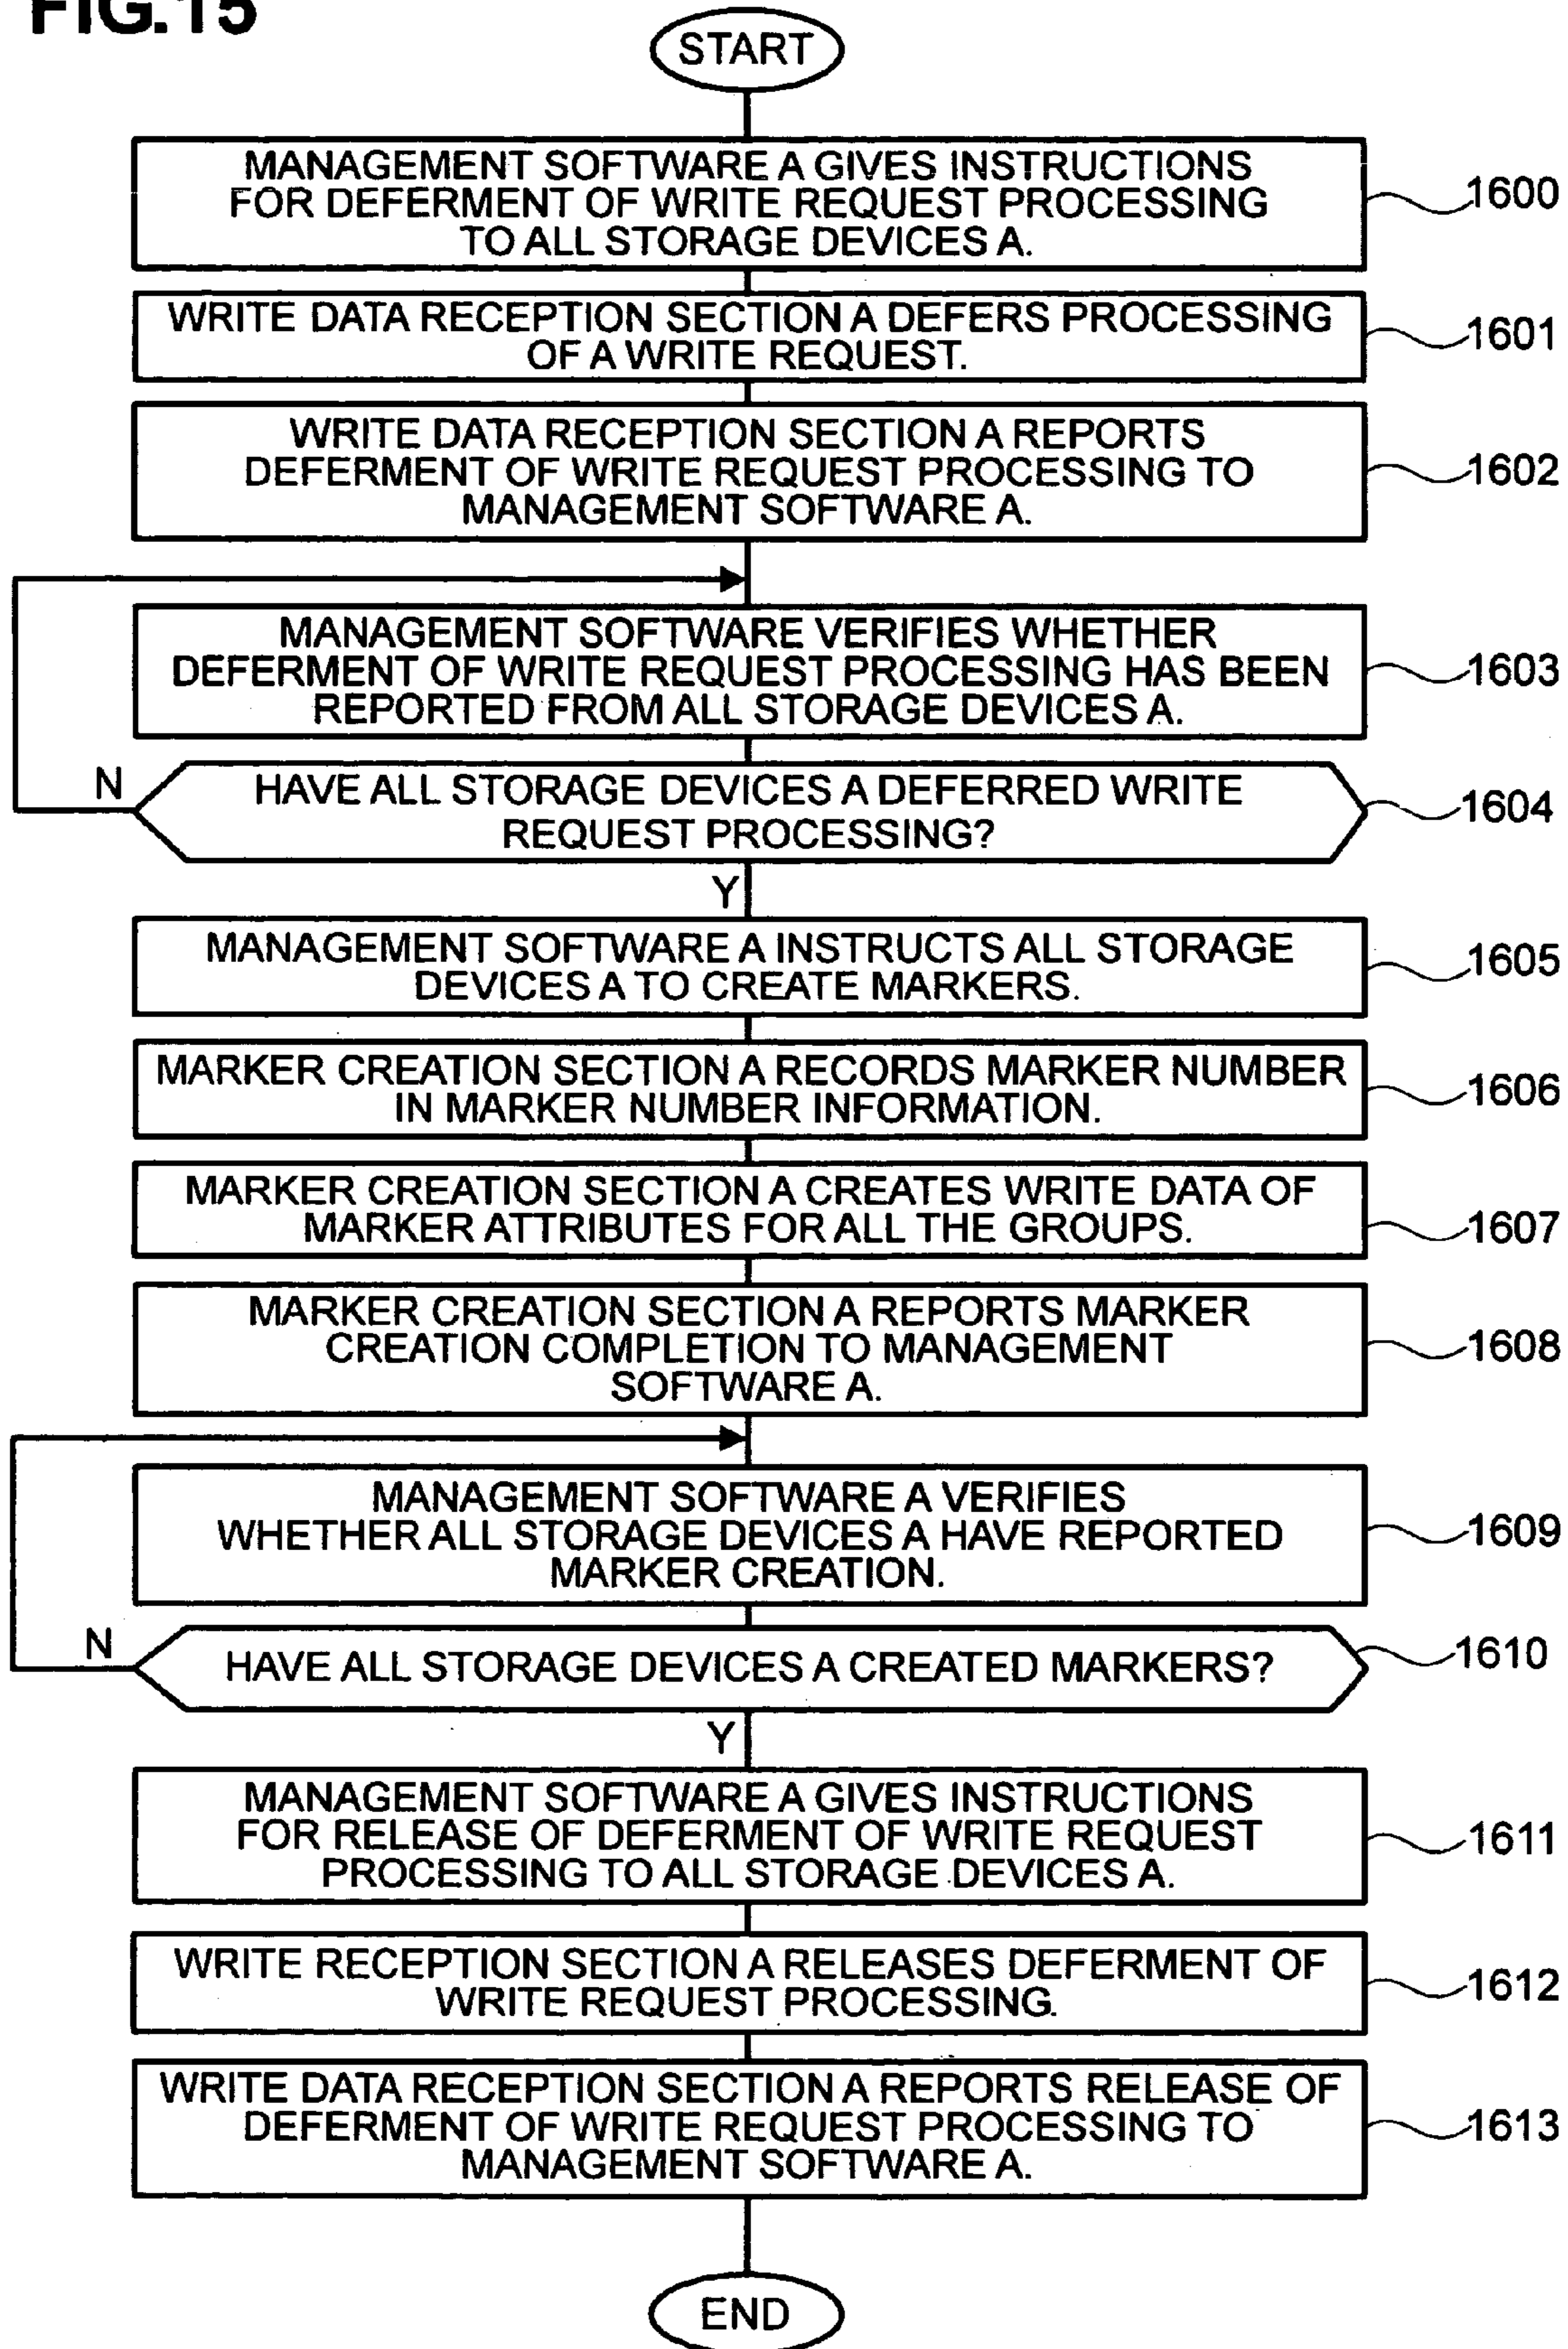 FIG.15
START
MANAGEMENT SOFTWARE A GIVES INSTRUCTIONS
FOR DEFERMENT OF WRITE REQUEST PROCESSING
TO ALL STORAGE DEVICES A.
1600
WRITE DATA RECEPTION SECTION A DEFERS PROCESSING
OF A WRITE REQUEST.
1601
WRITE DATA RECEPTION SECTION A REPORTS
DEFERMENT OF WRITE REQUEST PROCESSING TO
MANAGEMENT SOFTWARE A.
1602
MANAGEMENT SOFTWARE VERIFIES WHETHER
DEFERMENT OF WRITE REQUEST PROCESSING HAS BEEN
REPORTED FROM ALL STORAGE DEVICES A.
1603
N
HAVE ALL STORAGE DEVICES A DEFERRED WRITE
REQUEST PROCESSING?
1604
Y
MANAGEMENT SOFTWARE A INSTRUCTS ALL STORAGE
DEVICES A TO CREATE MARKERS.
1605
MARKER CREATION SECTION A RECORDS MARKER NUMBER
IN MARKER NUMBER INFORMATION.
1606
MARKER CREATION SECTION A CREATES WRITE DATA OF
MARKER ATTRIBUTES FOR ALL THE GROUPS.
1607
MARKER CREATION SECTION A REPORTS MARKER
CREATION COMPLETION TO MANAGEMENT
SOFTWARE A.
1608
MANAGEMENT SOFTWARE A VERIFIES
WHETHER ALL STORAGE DEVICES A HAVE REPORTED
MARKER CREATION.
1609
N
HAVE ALL STORAGE DEVICES A CREATED MARKERS?
1610
Y
MANAGEMENT SOFTWARE A GIVES INSTRUCTIONS
FOR RELEASE OF DEFERMENT OF WRITE REQUEST
PROCESSING TO ALL STORAGE DEVICES A.
1611
WRITE RECEPTION SECTION A RELEASES DEFERMENT OF
WRITE REQUEST PROCESSING.
1612
WRITE DATA RECEPTION SECTION A REPORTS RELEASE OF
DEFERMENT OF WRITE REQUEST PROCESSING TO
MANAGEMENT SOFTWARE A.
1613
END